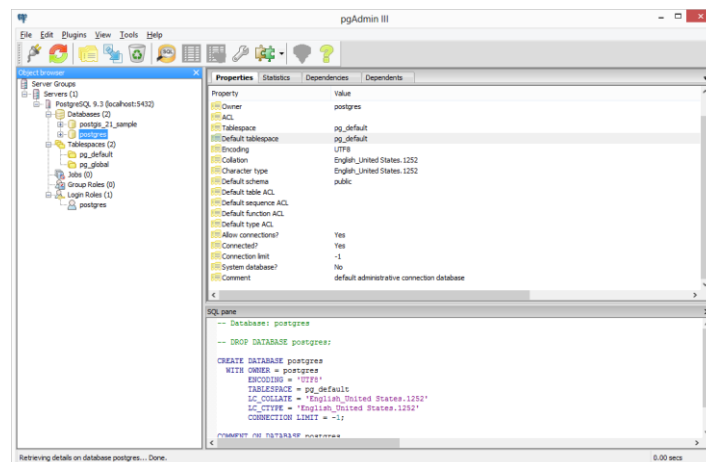 pgAdmin III
File Edit Plugins View Tools Help
Object browser
Server Groups
Servers (1)
PostgreSQL 9.3 (localhost:5432)
Databases (2)
postgis_21_sample
postgres
Tablespaces (2)
pg_default
pg_global
Jobs (0)
Group Roles (0)
Login Roles (1)
postgres
Properties Statistics Dependencies Dependents
Property Value
Owner postgres
ACL
Tablespace pg_default
Default tablespace pg_default
Encoding UTF8
Collation English_United States.1252
Character type English_United States.1252
Default schema public
Default table ACL
Default sequence ACL
Default function ACL
Default type ACL
Allow connections? Yes
Connected? Yes
Connection limit -1
System database? No
Comment default administrative connection database
SQL pane
-- Database: postgres
-- DROP DATABASE postgres;
CREATE DATABASE postgres
WITH OWNER = postgres
ENCODING = 'UTF8'
TABLESPACE = pg_default
LC_COLLATE = 'English_United States.1252'
LC_CTYPE = 'English_United States.1252'
CONNECTION LIMIT = -1;
COMMENT ON DATABASE postgres
Retrieving details on database postgres... Done. 0.00 secs